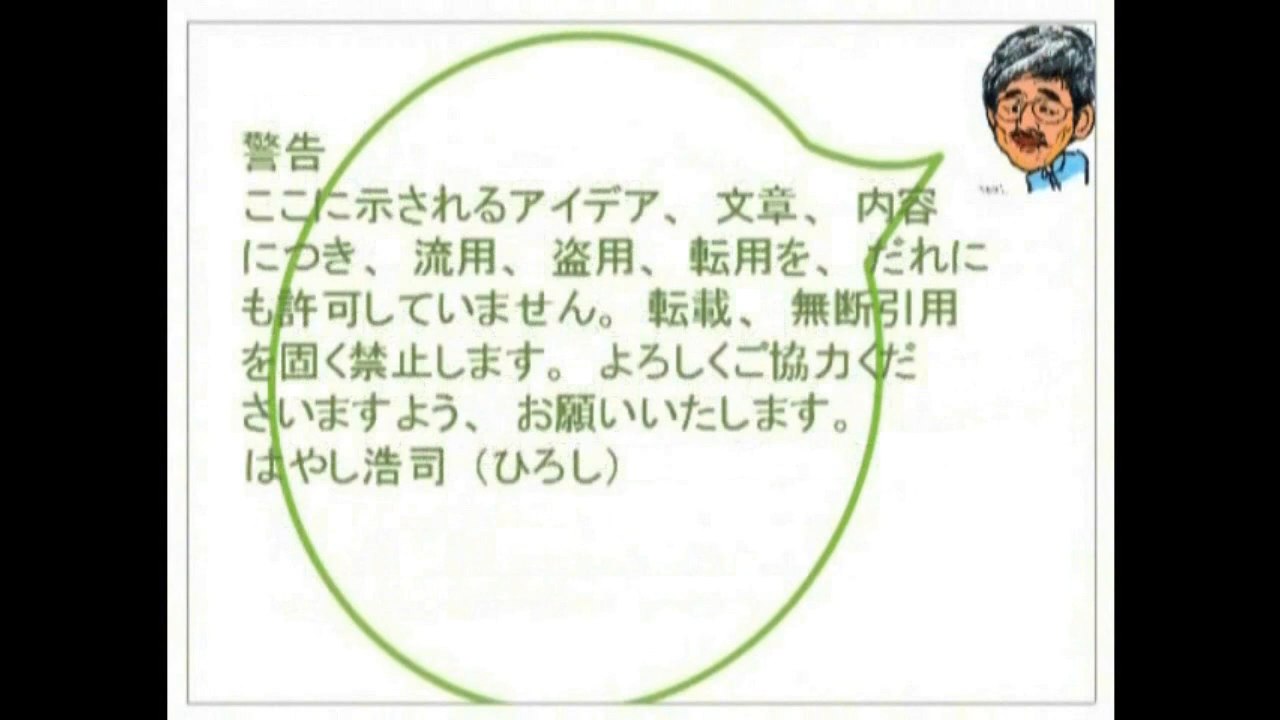 警告
ここに示されるアイデア、文章、内容
につき、流用、盗用、転用を、だれに
も許可していません。転載、無断引用
を固く禁止します。よろしくご協力くだ
さいますよう、お願いいたします。
はやし浩司（ひろし）